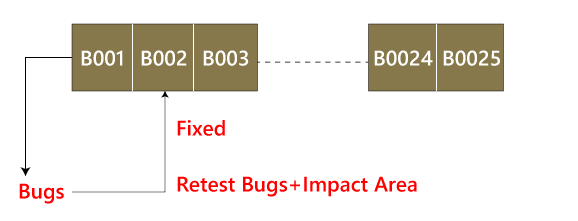 B001 B002 B003 B0024 B0025
Fixed
Bugs Retest Bugs+Impact Area